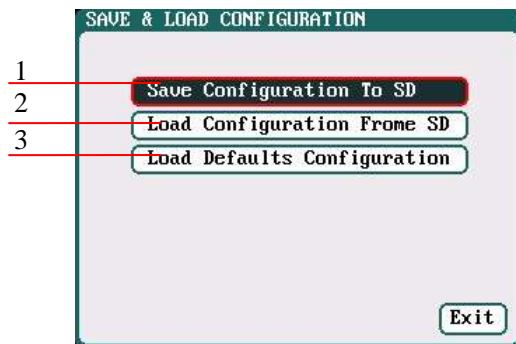 SAVE & LOAD CONFIGURATION
1
Save Configuration To SD
2
Load Configuration Frome SD
3
Load Defaults Configuration
Exit